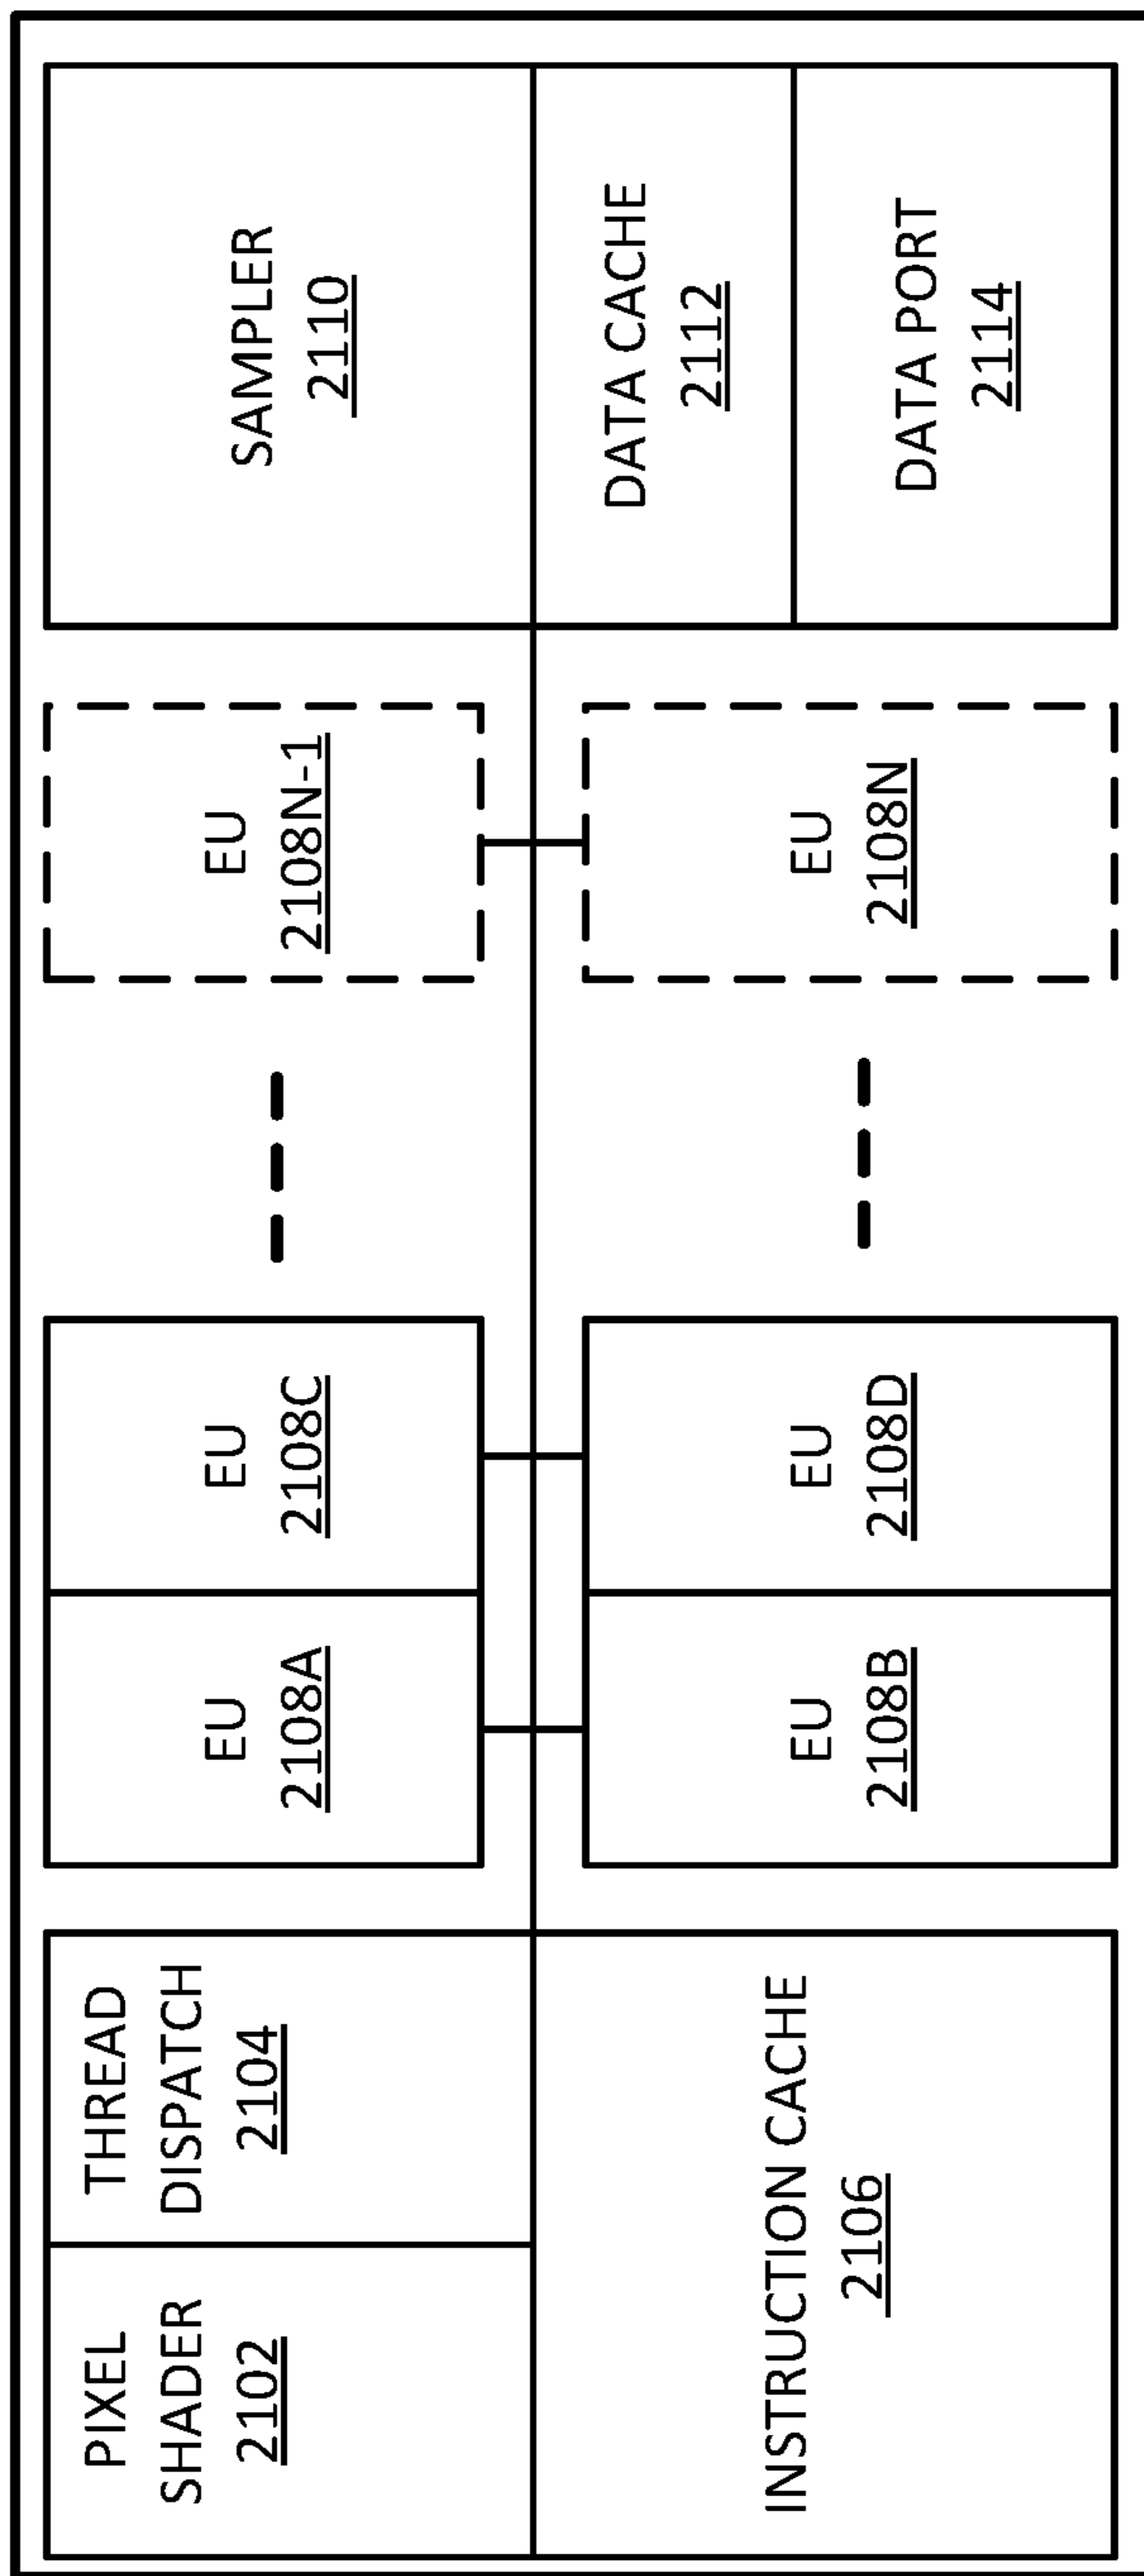 PIXEL
SHADER
2102
THREAD
DISPATCH
2104
INSTRUCTION CACHE
2106
EU
2108A
EU
2108C
EU
2108B
EU
2108D
EU
2108N-1
EU
2108N
SAMPLER
2110
DATA CACHE
2112
DATA PORT
2114